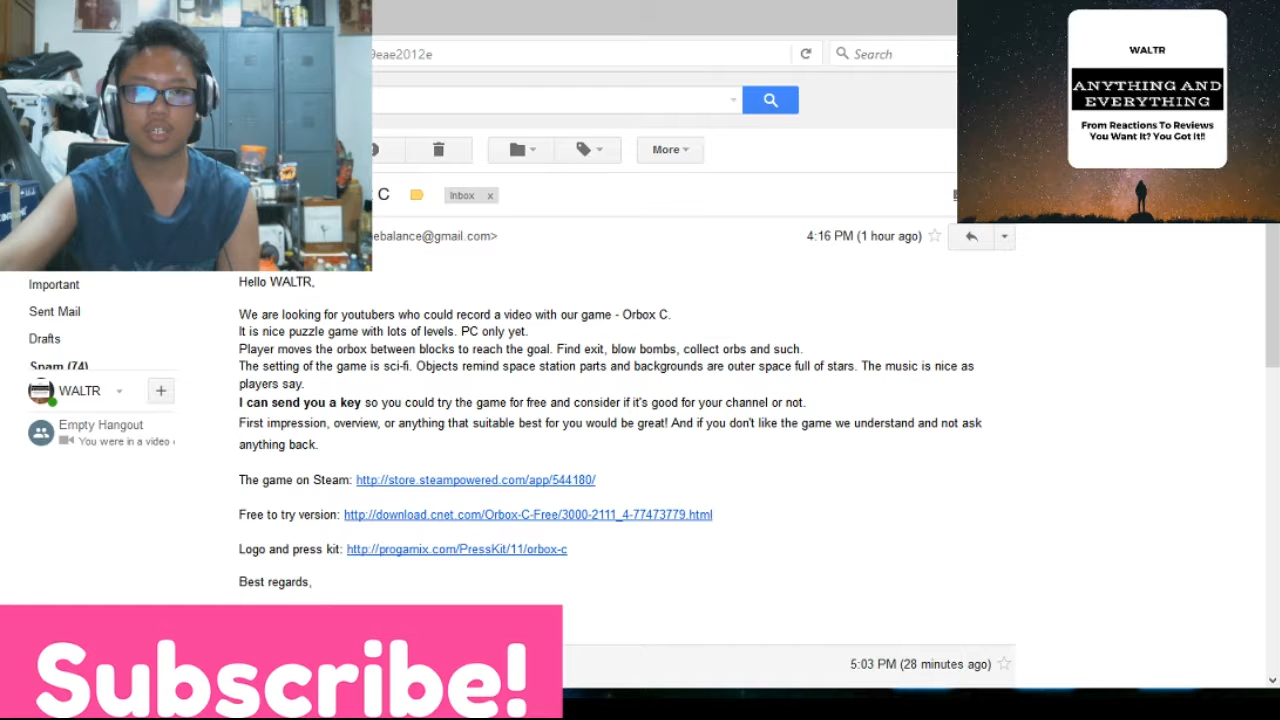 9eae2012e
Search
WALTR
ANYTHING AND
EVERYTHING
From Reactions To Reviews
You Want It? You Got It!!
More
C
Inbox x
ebalance@gmail.com>
4:16 PM (1 hour ago)
Important
Sent Mail
Drafts
Spam (74)
WALTR
Empty Hangout
You were in a video
Hello WALTR,
We are looking for youtubers who could record a video with our game - Orbox C.
It is nice puzzle game with lots of levels. PC only yet.
Player moves the orbox between blocks to reach the goal. Find exit, blow bombs, collect orbs and such.
The setting of the game is sci-fi. Objects remind space station parts and backgrounds are outer space full of stars. The music is nice as
players say.
I can send you a key so you could try the game for free and consider if it's good for your channel or not.
First impression, overview, or anything that suitable best for you would be great! And if you don't like the game we understand and not ask
anything back.
The game on Steam: http://store.steampowered.com/app/544180/
Free to try version: http://download.cnet.com/Orbox-C-Free/3000-2111_4-77473779.html
Logo and press kit: http://progamix.com/PressKit/11/orbox-c
Best regards,
5:03 PM (28 minutes ago)
Subscribe!